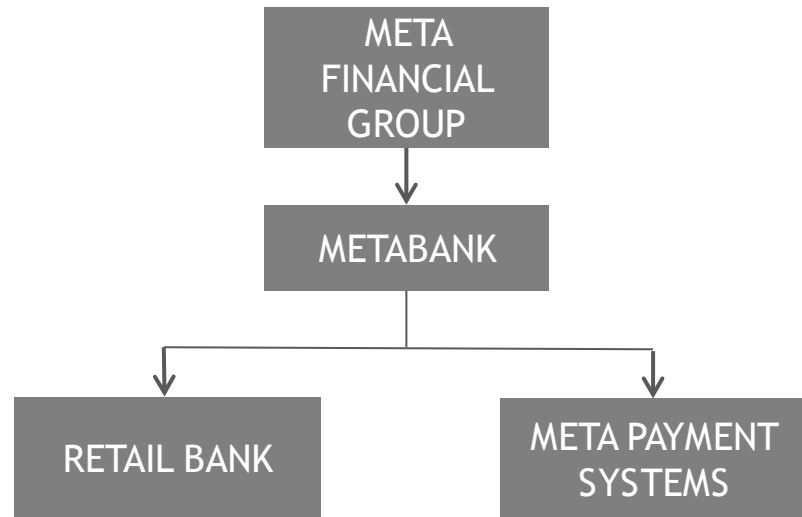 META
FINANCIAL
GROUP
METABANK
RETAIL BANK
META PAYMENT
SYSTEMS